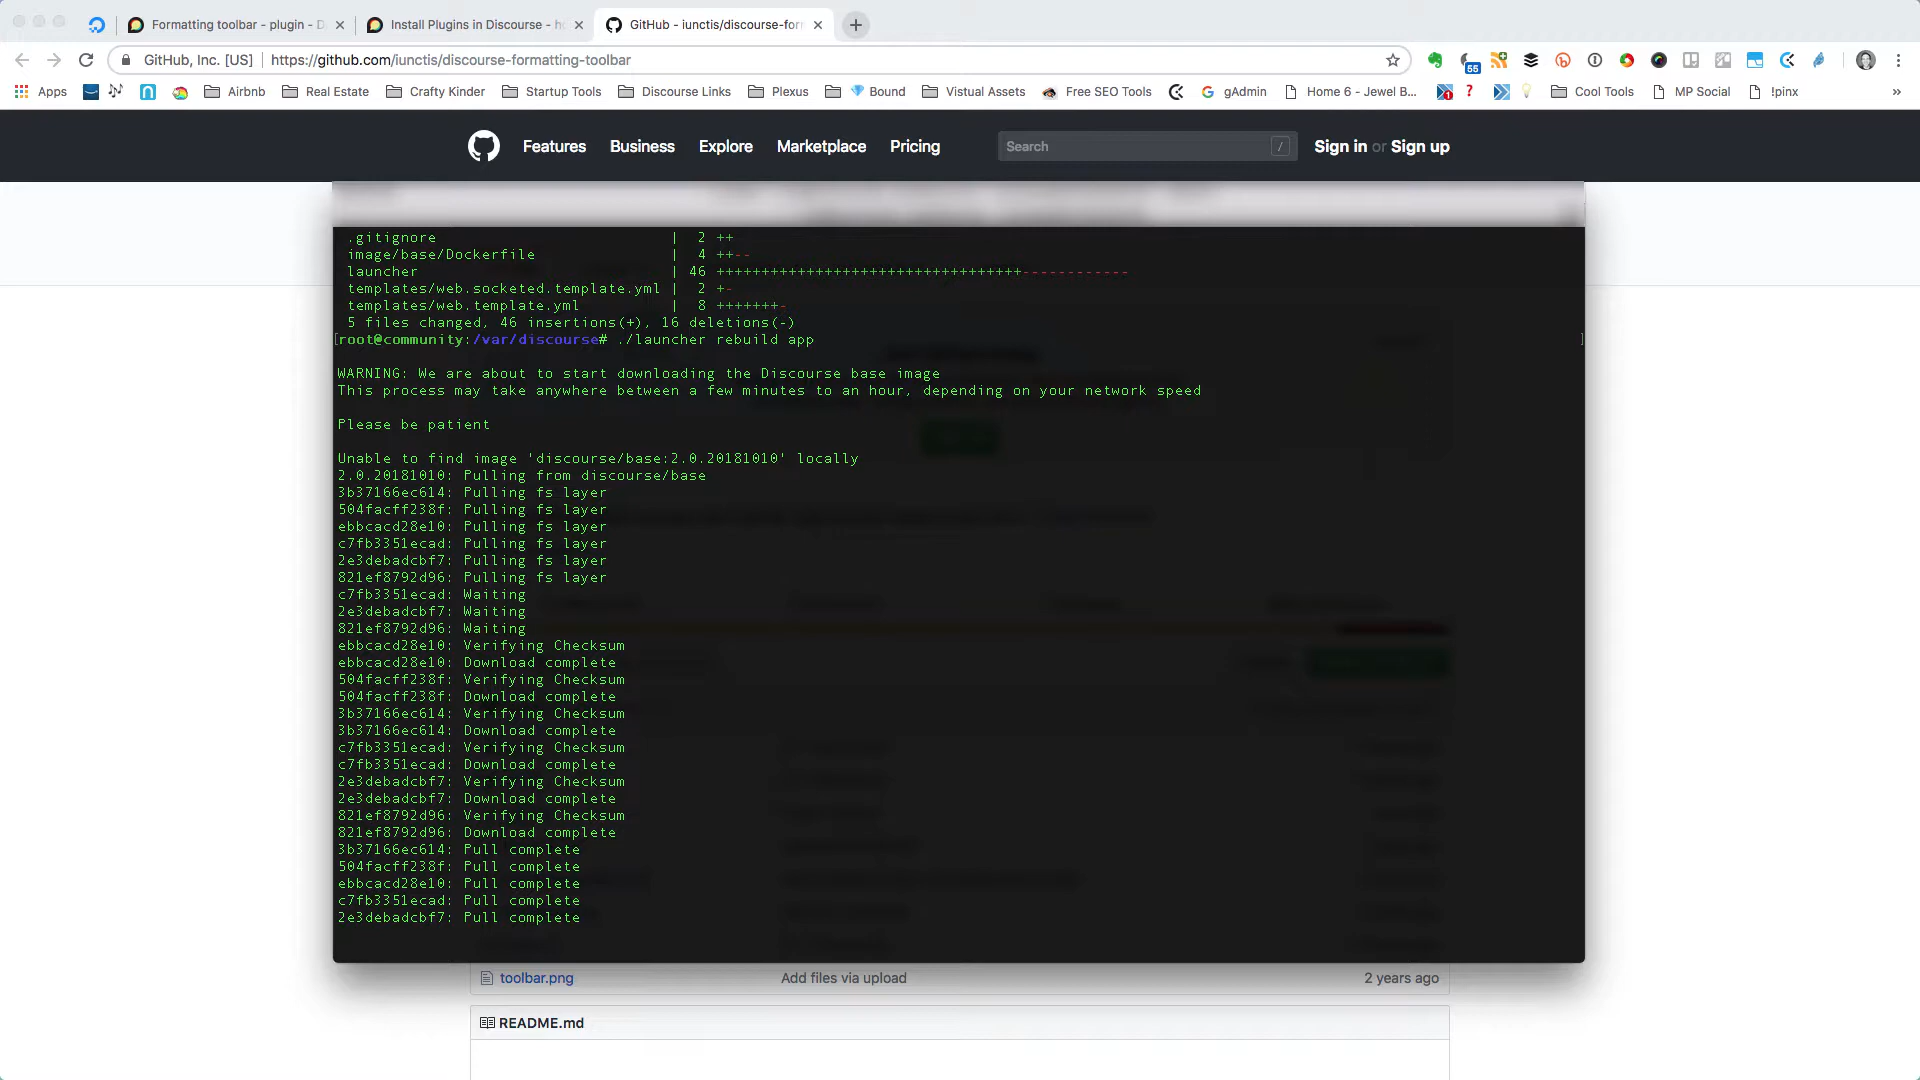 Formatting toolbar - plugin - D
Install Plugins in Discourse - h
GitHub - iunctis/discourse-for
GitHub, Inc. [US]
https://github.com/iunctis/discourse-formatting-toolbar
55
Apps
Airbnb
Real Estate
Crafty Kinder
Startup Tools
Discourse Links
Plexus
Bound
Visitual Assets
Free SEO Tools
gAdmin
Home 6 - Jewel B...
1
?
Cool Tools
MP Social
!pinx
»
Features
Business
Explore
Marketplace
Pricing
Search
/
Sign in or Sign up
.gitignore | 2 ++
image/base/Dockerfile | 4 ++--
launcher | 46 ++++++++++++++++++++++++++++++++++------------
templates/web.socketed.template.yml | 2 +-
templates/web.template.yml | 8 +++++++-
5 files changed, 46 insertions(+), 16 deletions(-)
[root@community:/var/discourse# ./launcher rebuild app ]
WARNING: We are about to start downloading the Discourse base image
This process may take anywhere between a few minutes to an hour, depending on your network speed
Please be patient
Unable to find image 'discourse/base:2.0.20181010' locally
2.0.20181010: Pulling from discourse/base
3b37166ec614: Pulling fs layer
504facff238f: Pulling fs layer
ebbcacd28e10: Pulling fs layer
c7fb3351ecad: Pulling fs layer
2e3debadcbf7: Pulling fs layer
821ef8792d96: Pulling fs layer
c7fb3351ecad: Waiting
2e3debadcbf7: Waiting
821ef8792d96: Waiting
ebbcacd28e10: Verifying Checksum
ebbcacd28e10: Download complete
504facff238f: Verifying Checksum
504facff238f: Download complete
3b37166ec614: Verifying Checksum
3b37166ec614: Download complete
c7fb3351ecad: Verifying Checksum
c7fb3351ecad: Download complete
2e3debadcbf7: Verifying Checksum
2e3debadcbf7: Download complete
821ef8792d96: Verifying Checksum
821ef8792d96: Download complete
3b37166ec614: Pull complete
504facff238f: Pull complete
ebbcacd28e10: Pull complete
c7fb3351ecad: Pull complete
2e3debadcbf7: Pull complete
toolbar.png
Add files via upload
2 years ago
README.md